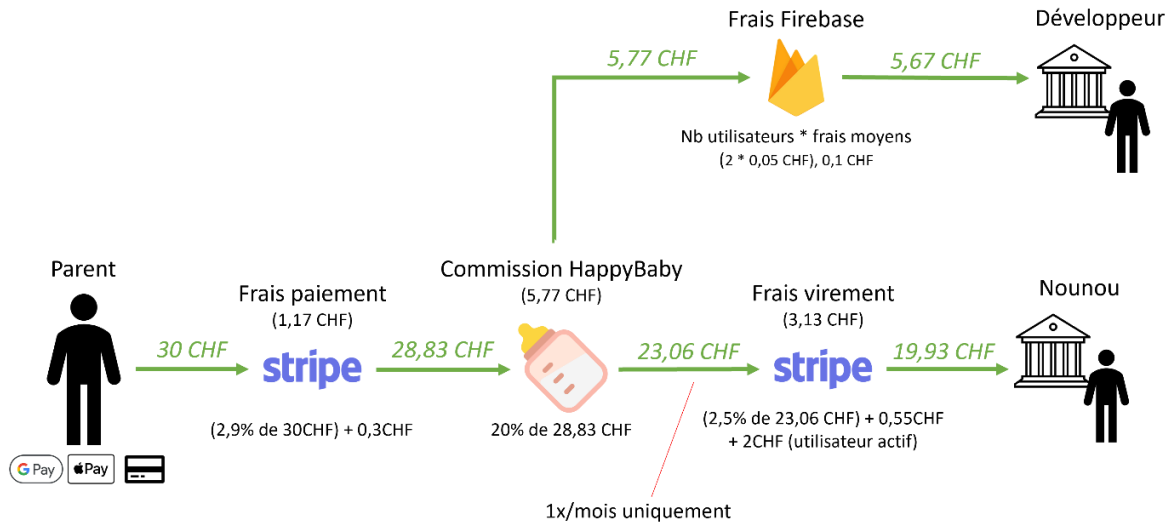 Frais Firebase
Développeur
5,77 CHF
5,67 CHF
Nb utilisateurs * frais moyens
(2 * 0,05 CHF), 0,1 CHF
Parent
Commission HappyBaby
(5,77 CHF)
Frais paiement
(1,17 CHF)
Frais virement
(3,13 CHF)
Nounou
30 CHF
stripe
28,83 CHF
23,06 CHF
stripe
19,93 CHF
(2,9% de 30CHF) + 0,3CHF
20% de 28,83 CHF
(2,5% de 23,06 CHF) + 0,55CHF
+ 2CHF (utilisateur actif)
G Pay
Pay
1x/mois uniquement